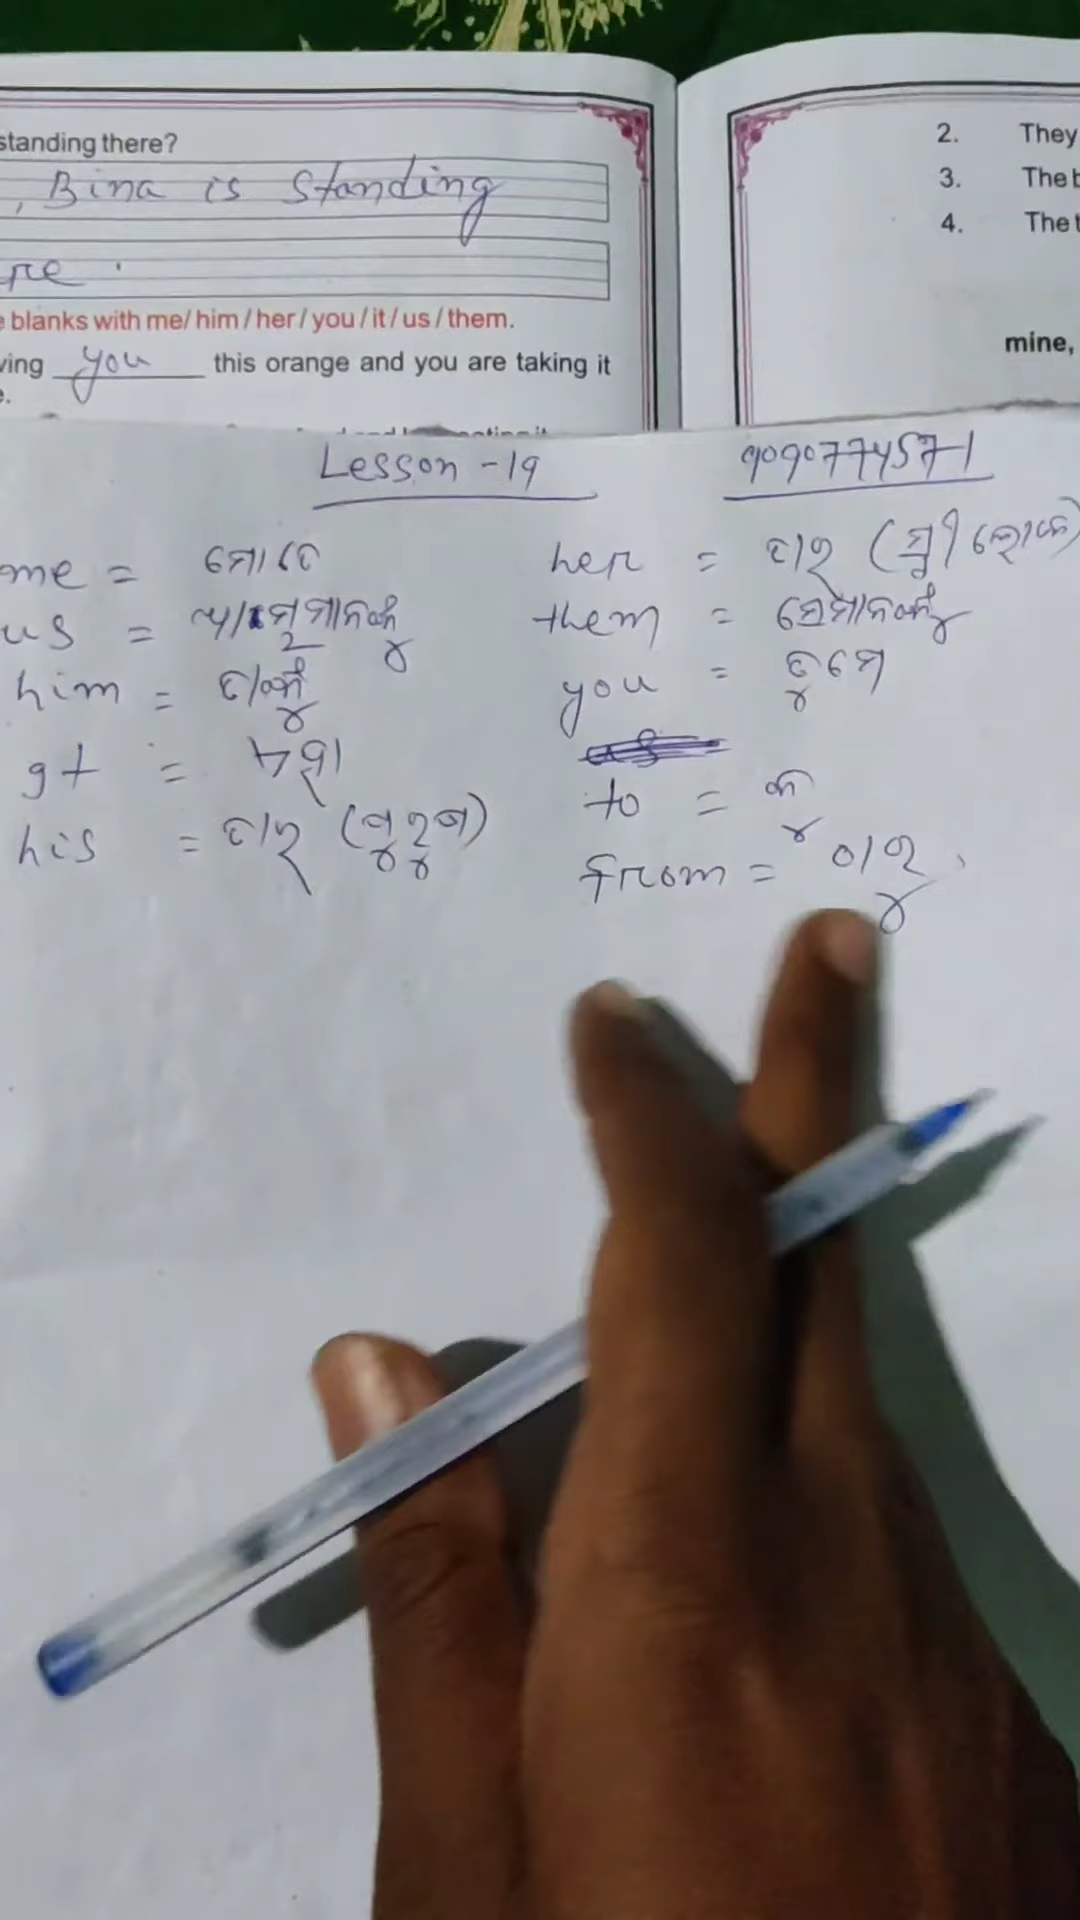 standing there?
, Bina is standing
re .
blanks with me/ him / her / you / it / us / them.
ving you this orange and you are taking it
e.
2. They
3. The b
4. The t
mine,
Lesson - 19
9090774571
me = ମୋତେ
us = ଆମ୍ଭମାନଙ୍କୁ
him = ତାଙ୍କୁ
gt = ଏହା
his = ତାର (ପୁରୁଷ)
her = ତାର (ସ୍ତ୍ରୀ ଲୋକ)
them = ସେମାନଙ୍କୁ
you = ତୁମେ
to = କୁ
from = ଠାରୁ